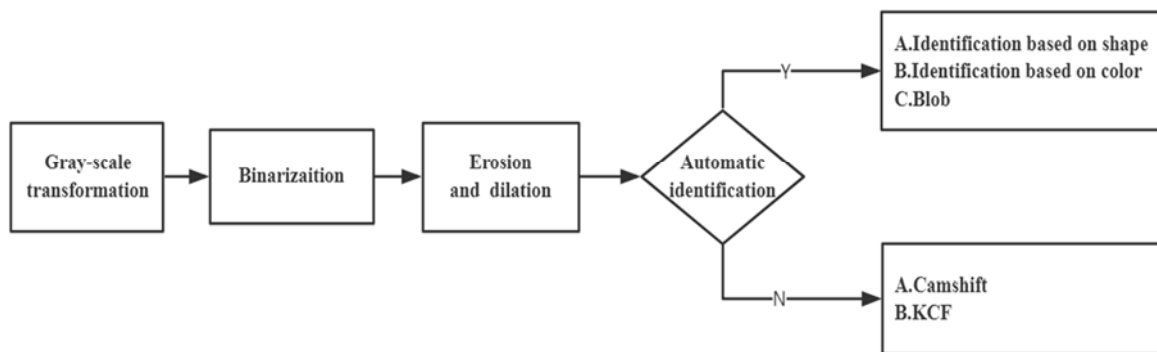 Gray-scale
transformation
Binarizaition
Erosion
and dilation
Automatic
identification
Y
A.Identification based on shape
B.Identification based on color
C.Blob
N
A.Camshift
B.KCF